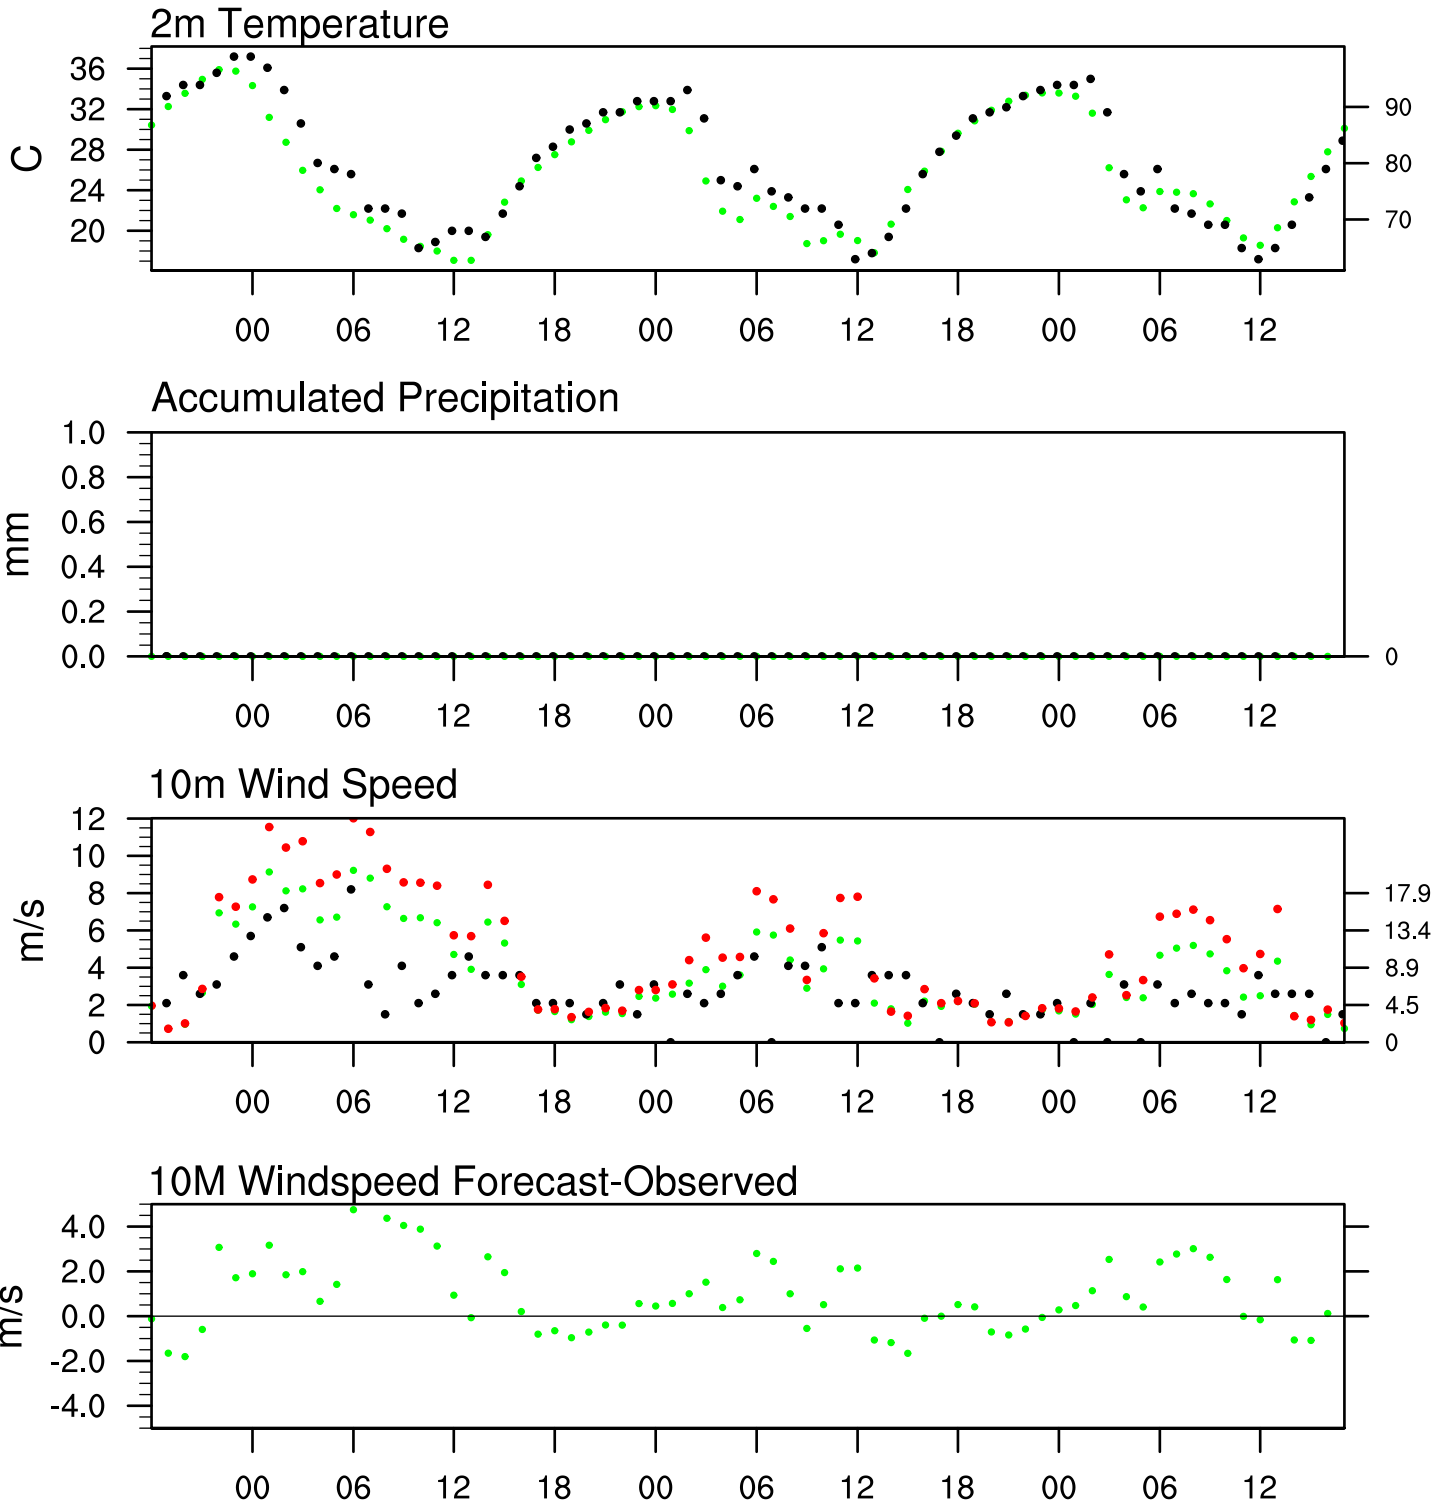 2m Temperature
36
32
28
24
20
C
90
80
70
00 06 12 18 00 06 12 18 00 06 12
Accumulated Precipitation
1.0
0.8
0.6
0.4
0.2
0.0
mm
0
00 06 12 18 00 06 12 18 00 06 12
10m Wind Speed
12
10
8
6
4
2
0
m/s
17.9
13.4
8.9
4.5
0
00 06 12 18 00 06 12 18 00 06 12
10M Windspeed Forecast-Observed
4.0
2.0
0.0
-2.0
-4.0
m/s
00 06 12 18 00 06 12 18 00 06 12